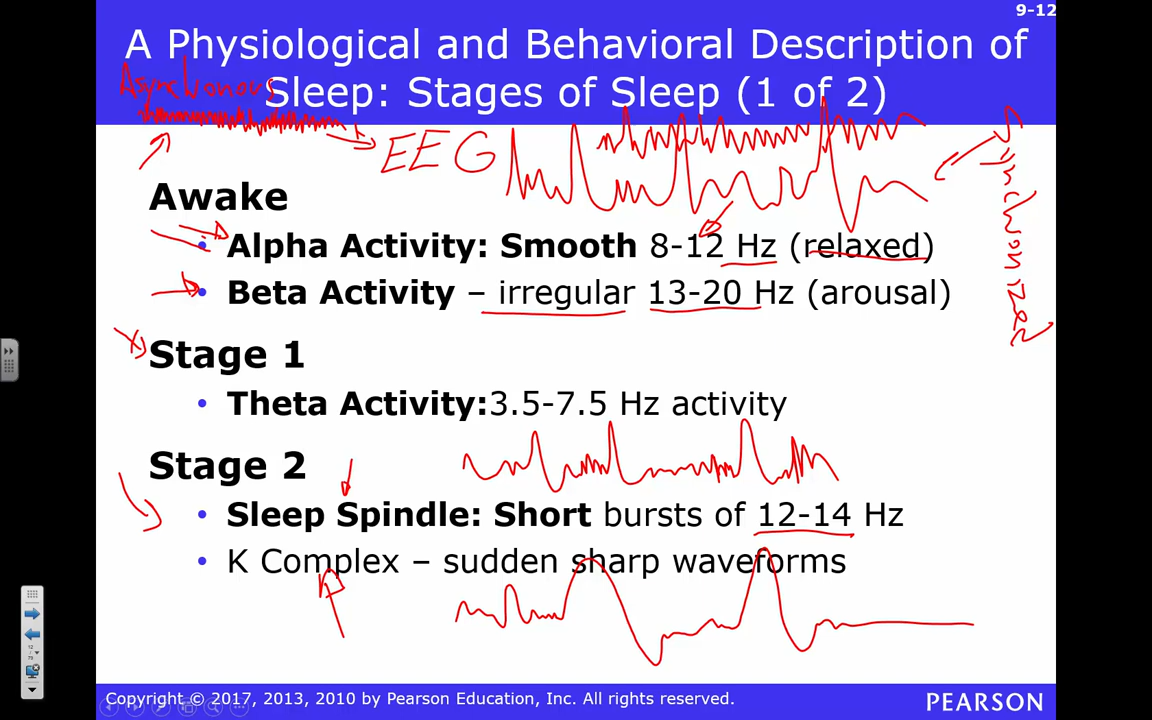 9-12
A Physiological and Behavioral Description of
Asynchronous
Sleep: Stages of Sleep (1 of 2)
EEG
Synchronized
Awake
• Alpha Activity: Smooth 8-12 Hz (relaxed)
• Beta Activity – irregular 13-20 Hz (arousal)
Stage 1
• Theta Activity:3.5-7.5 Hz activity
Stage 2
• Sleep Spindle: Short bursts of 12-14 Hz
• K Complex – sudden sharp waveforms
Copyright © 2017, 2013, 2010 by Pearson Education, Inc. All rights reserved.
PEARSON